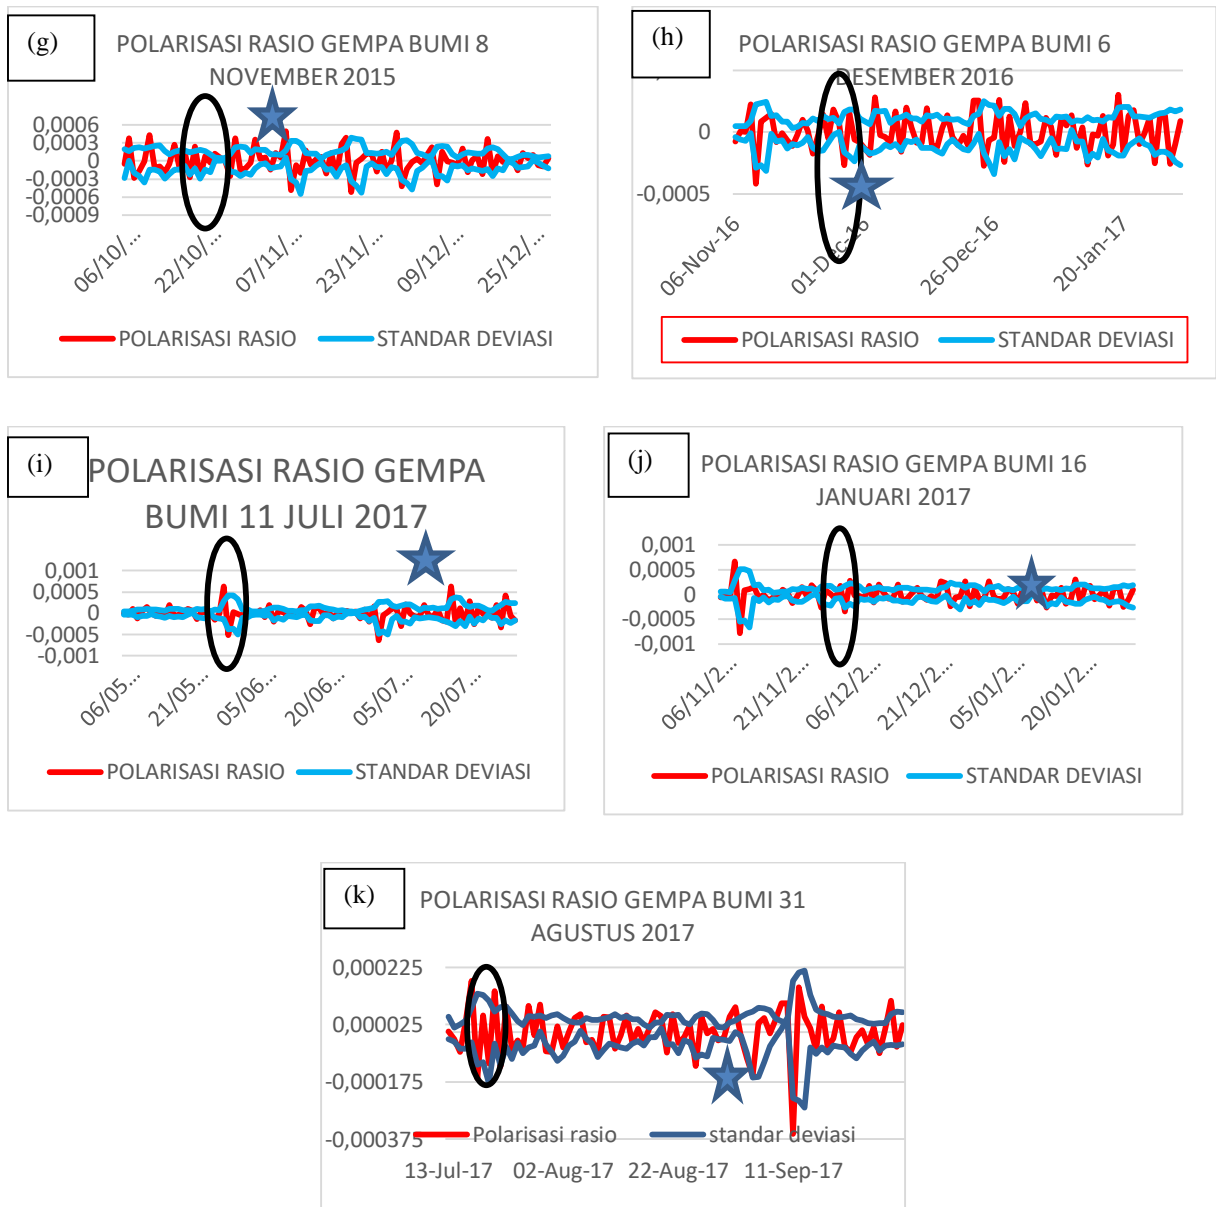 (g)
POLARISASI RASIO GEMPA BUMI 8
NOVEMBER 2015
0,0006
0,0003
0
-0,0003
-0,0006
-0,0009
06/10/...
22/10/...
07/11/...
23/11/...
09/12/...
25/12/...
POLARISASI RASIO
STANDAR DEVIASI
(h)
POLARISASI RASIO GEMPA BUMI 6
DESEMBER 2016
0
-0,0005
06-Nov-16
01-Dec-16
26-Dec-16
20-Jan-17
POLARISASI RASIO
STANDAR DEVIASI
(i)
POLARISASI RASIO GEMPA
BUMI 11 JULI 2017
0,001
0,0005
0
-0,0005
-0,001
06/05...
21/05...
05/06...
20/06...
05/07...
20/07...
POLARISASI RASIO
STANDAR DEVIASI
(j)
POLARISASI RASIO GEMPA BUMI 16
JANUARI 2017
0,001
0,0005
0
-0,0005
-0,001
06/11/2...
21/11/2...
06/12/2...
21/12/2...
05/01/2...
20/01/2...
POLARISASI RASIO
STANDAR DEVIASI
(k)
POLARISASI RASIO GEMPA BUMI 31
AGUSTUS 2017
0,000225
0,000025
-0,000175
-0,000375
Polarisasi rasio
standar deviasi
13-Jul-17
02-Aug-17
22-Aug-17
11-Sep-17